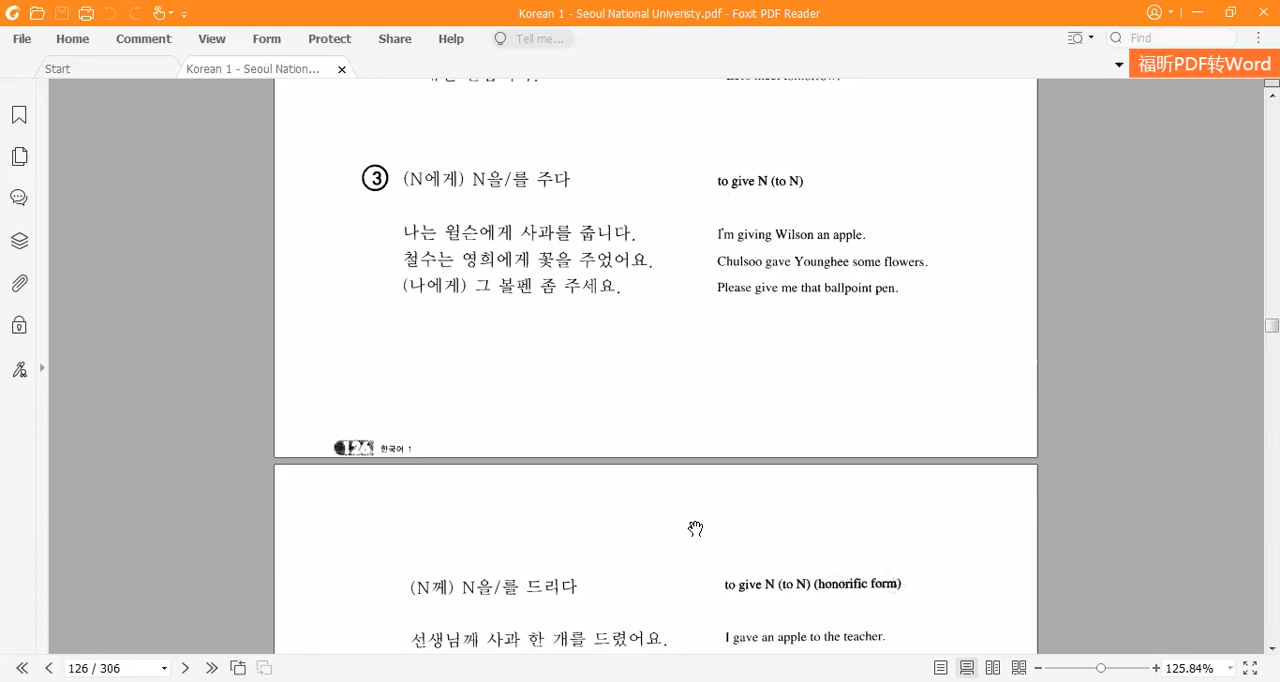 Korean 1 - Seoul National Univeristy.pdf - Foxit PDF Reader
File Home Comment View Form Protect Share Help Tell me... Find
Start Korean 1 - Seoul Nation...
福昕PDF转Word
③ (N에게) N을/를 주다 to give N (to N)
나는 윌슨에게 사과를 줍니다. I'm giving Wilson an apple.
철수는 영희에게 꽃을 주었어요. Chulsoo gave Younghee some flowers.
(나에게) 그 볼펜 좀 주세요. Please give me that ballpoint pen.
126 한국어 1
(N께) N을/를 드리다 to give N (to N) (honorific form)
선생님께 사과 한 개를 드렸어요. I gave an apple to the teacher.
126 / 306 125.84%